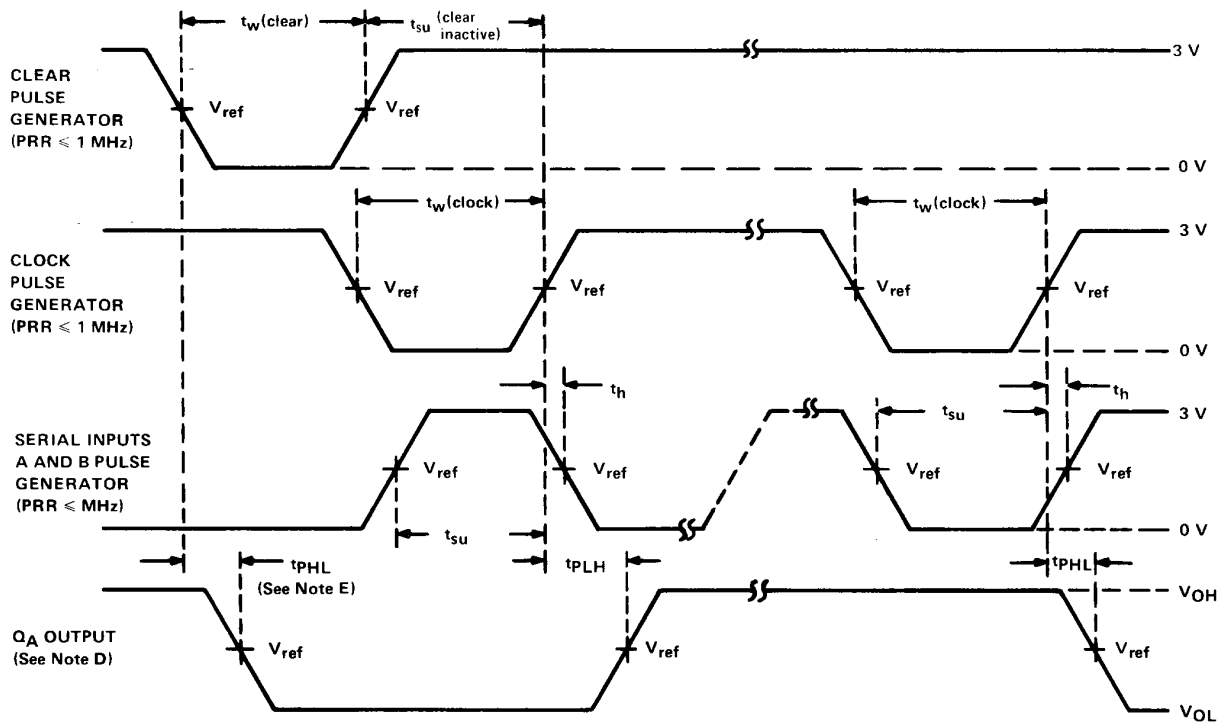 tw(clear)
tsu (clear inactive)
3 V
CLEAR
PULSE
GENERATOR
(PRR ⩽ 1 MHz)
Vref
Vref
0 V
tw(clock)
tw(clock)
3 V
CLOCK
PULSE
GENERATOR
(PRR ⩽ 1 MHz)
Vref
Vref
Vref
Vref
0 V
th
th
tsu
3 V
SERIAL INPUTS
A AND B PULSE
GENERATOR
(PRR ⩽ MHz)
Vref
Vref
Vref
Vref
0 V
tsu
tPHL
(See Note E)
tPLH
tPHL
VOH
QA OUTPUT
(See Note D)
Vref
Vref
Vref
VOL